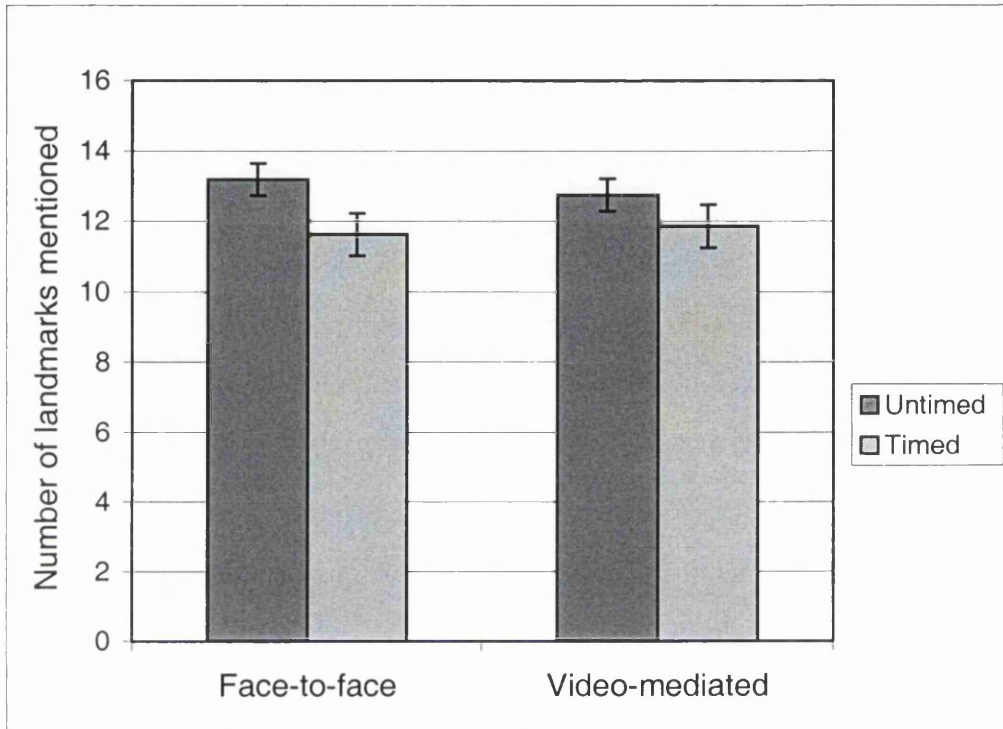 Number of landmarks mentioned
16
14
12
10
8
6
4
2
0
Face-to-face
Video-mediated
Untimed
Timed